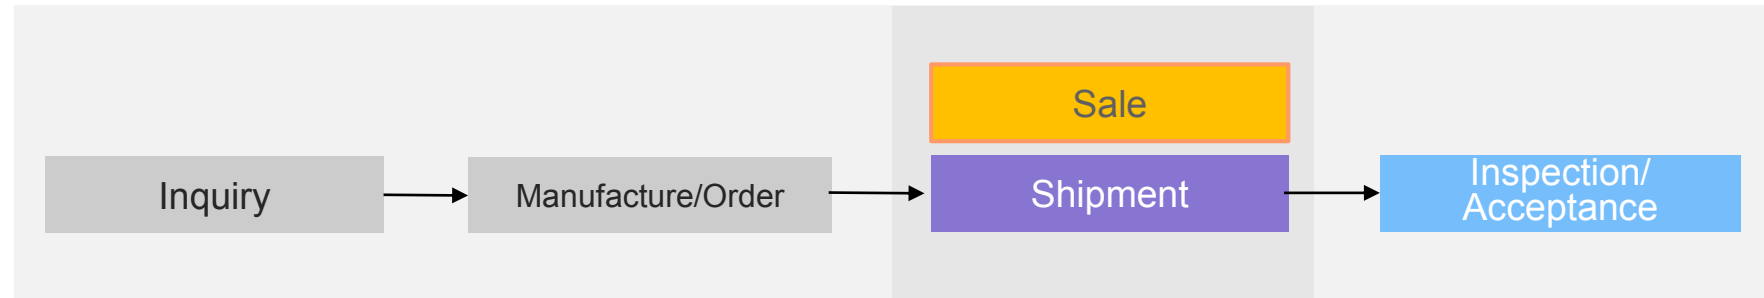 Sale
Inquiry
Manufacture/Order
Shipment
Inspection/
Acceptance